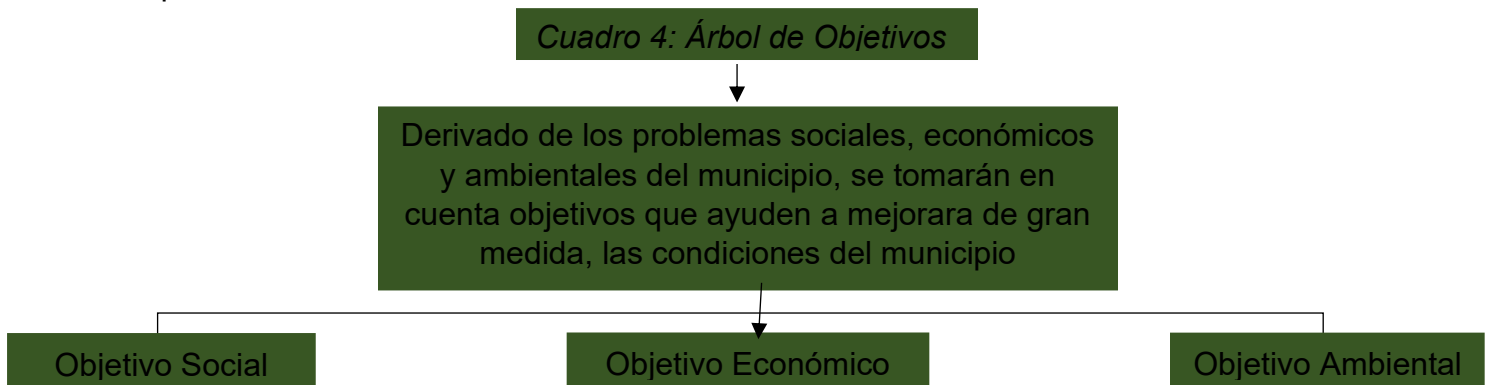 Cuadro 4: Árbol de Objetivos
Derivado de los problemas sociales, económicos
y ambientales del municipio, se tomarán en
cuenta objetivos que ayuden a mejorara de gran
medida, las condiciones del municipio
Objetivo Social
Objetivo Económico
Objetivo Ambiental